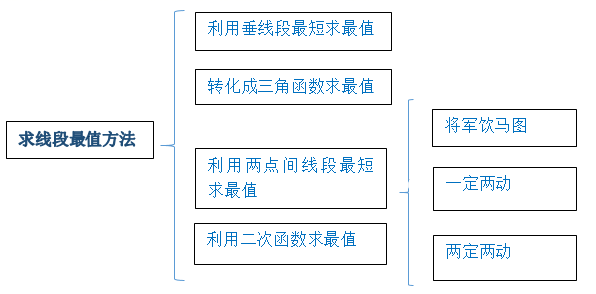 求线段最值方法
利用垂线段最短求最值
转化成三角函数求最值
利用两点间线段最短
求最值
利用二次函数求最值
将军饮马图
一定两动
两定两动